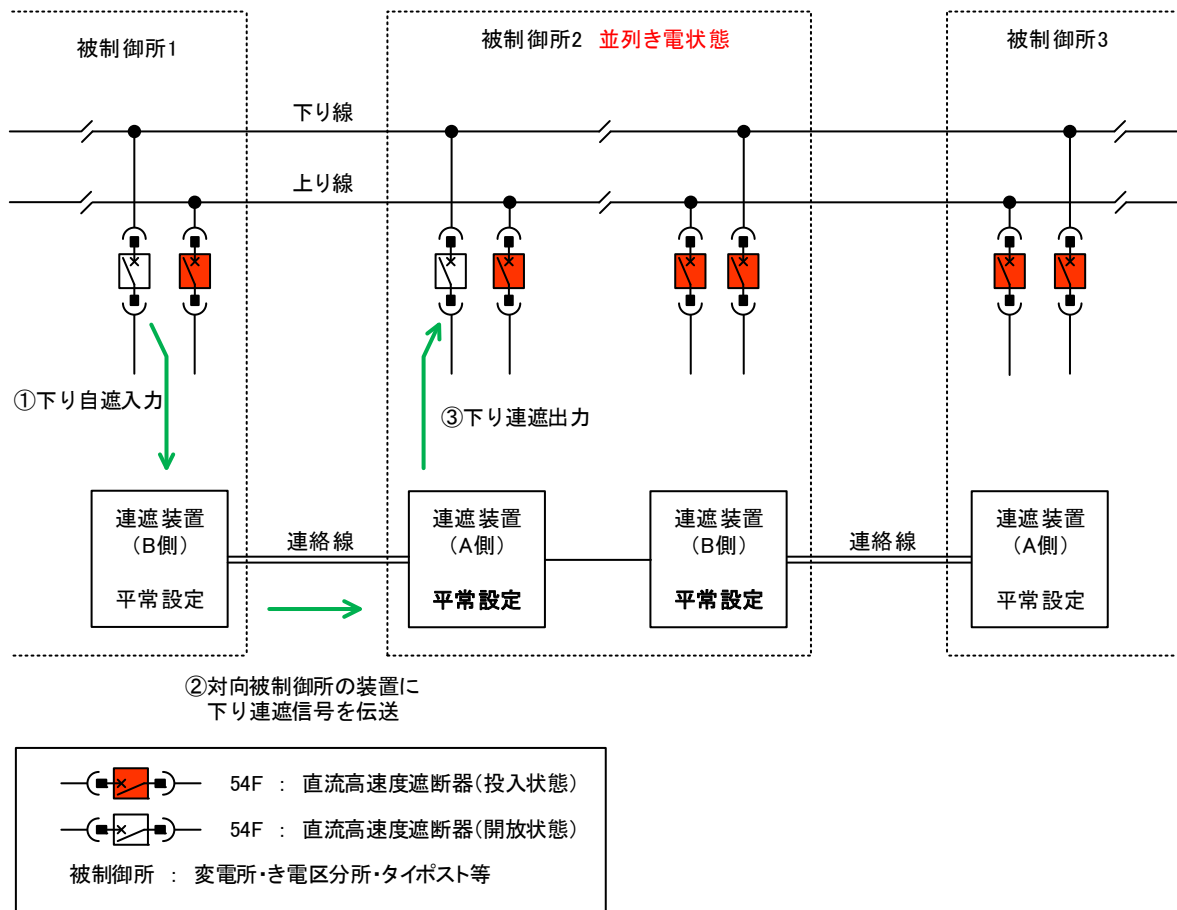 被制御所1
被制御所2 並列き電状態
被制御所3
下り線
上り線
①下り自遮入力
③下り連遮出力
連遮装置
(B側)
平常設定
連絡線
連遮装置
(A側)
平常設定
連遮装置
(B側)
平常設定
連絡線
連遮装置
(A側)
平常設定
②対向被制御所の装置に
下り連遮信号を伝送
54F : 直流高速度遮断器(投入状態)
54F : 直流高速度遮断器(開放状態)
被制御所 : 変電所・き電区分所・タイポスト等